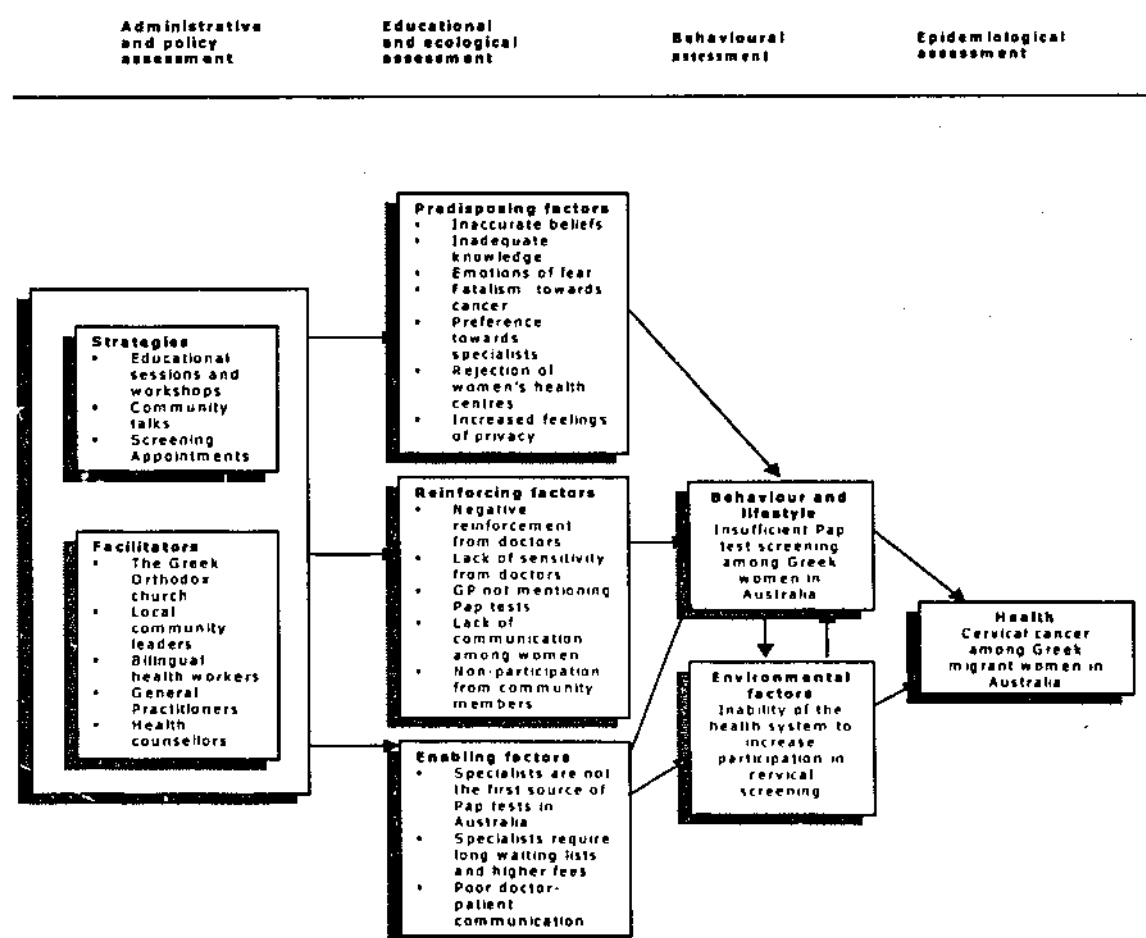 Administrative
and policy
assessment
Educational
and ecological
assessment
Behavioural
assessment
Epidemiological
assessment
Strategies
• Educational
sessions and
workshops
• Community
talks
• Screening
Appointments
Facilitators
• The Greek
Orthodox
church
• Local
community
leaders
• Bilingual
health workers
• General
Practitioners
• Health
counsellors
Predisposing factors
• Inaccurate beliefs
• Inadequate
knowledge
• Emotions of fear
• Fatalism towards
cancer
• Preference
towards
specialists
• Rejection of
women's health
centres
• Increased feelings
of privacy
Reinforcing factors
• Negative
reinforcement
from doctors
• Lack of sensitivity
from doctors
• GP not mentioning
Pap tests
• Lack of
communication
among women
• Non-participation
from community
members
Enabling factors
• Specialists are not
the first source of
Pap tests in
Australia
• Specialists require
long waiting lists
and higher fees
• Poor doctor-
patient
communication
Behaviour and
lifestyle
Insufficient Pap
test screening
among Greek
women in
Australia
Environmental
factors
Inability of the
health system to
increase
participation in
cervical
screening
Health
Cervical cancer
among Greek
migrant women in
Australia